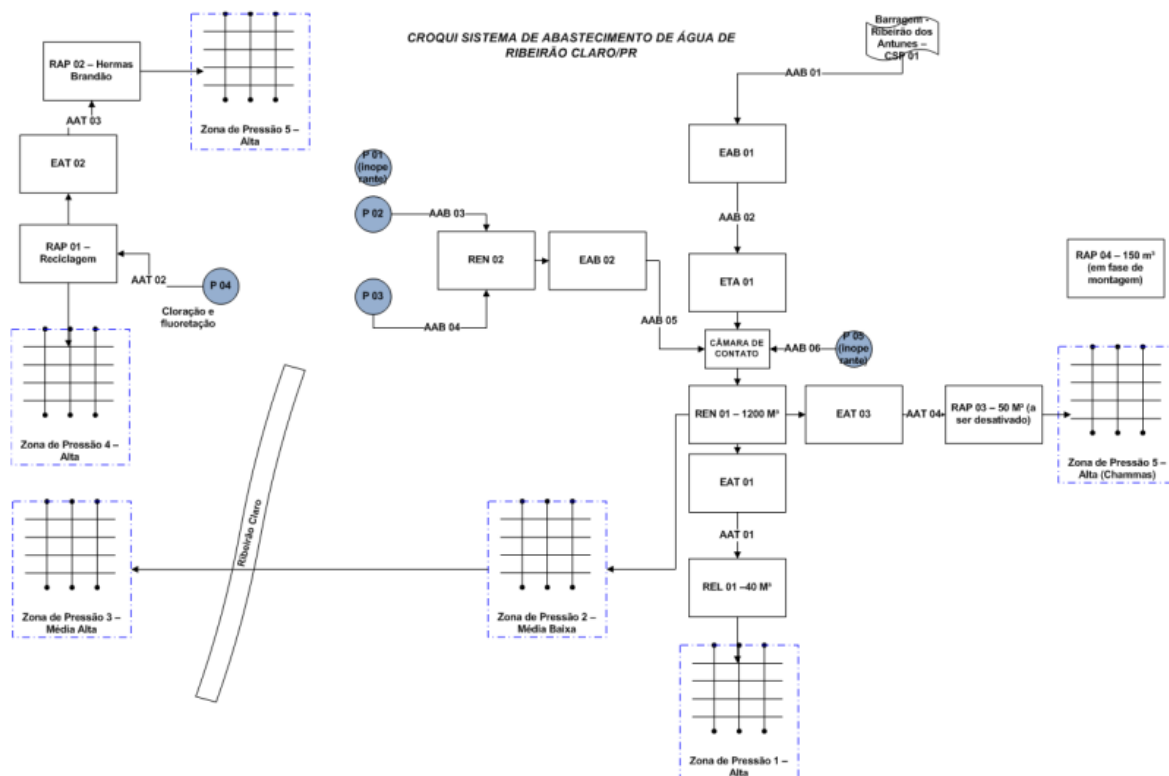 CROQUI SISTEMA DE ABASTECIMENTO DE ÁGUA DE
RIBEIRÃO CLARO/PR
Barragem -
Ribeirão dos
Antunes –
CSP 01
AAB 01
RAP 02 – Hermas
Brandão
Zona de Pressão 5 –
Alta
AAT 03
EAT 02
EAB 01
P 01
(inope
rante)
P 02
AAB 03
AAB 02
RAP 01 –
Reciclagem
REN 02
EAB 02
RAP 04 – 150 m³
(em fase de
montagem)
AAT 02
P 04
Cloração e
fluoretação
P 03
AAB 04
ETA 01
AAB 05
CÂMARA DE
CONTATO
AAB 06
P 05
(inope
rante)
Zona de Pressão 4 –
Alta
REN 01 – 1200 M³
EAT 03
AAT 04
RAP 03 – 50 M³ (a
ser desativado)
Zona de Pressão 5 –
Alta (Chammas)
EAT 01
Ribeirão Claro
AAT 01
REL 01 –40 M³
Zona de Pressão 3 –
Média Alta
Zona de Pressão 2 –
Média Baixa
Zona de Pressão 1 –
Alta